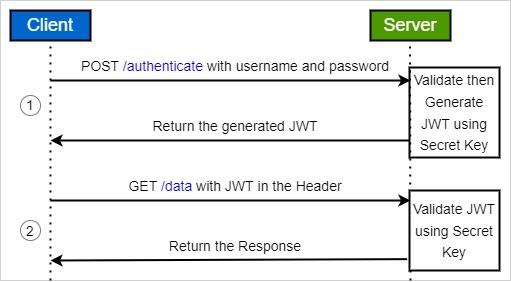 Client
Server
POST /authenticate with username and password
1
Validate then
Generate
JWT using
Secret Key
Return the generated JWT
GET /data with JWT in the Header
2
Validate JWT
using Secret
Key
Return the Response